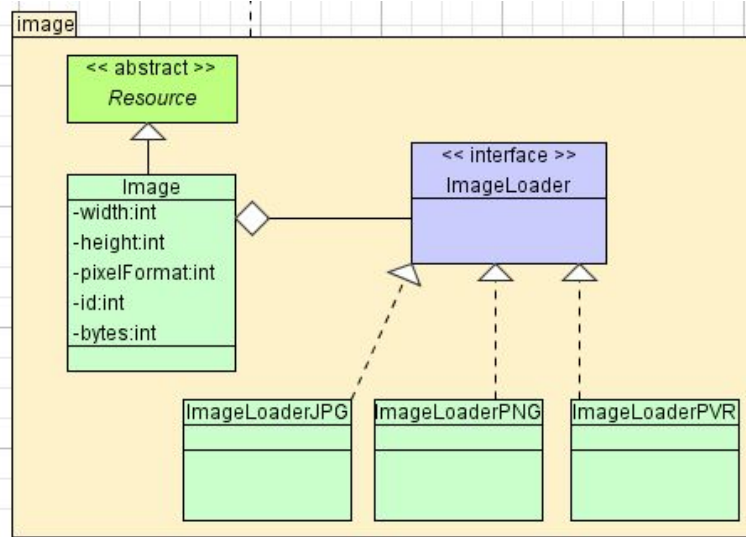 image
<< abstract >>
Resource
Image
-width:int
-height:int
-pixelFormat:int
-id:int
-bytes:int
<< interface >>
ImageLoader
ImageLoaderJPG
ImageLoaderPNG
ImageLoaderPVR